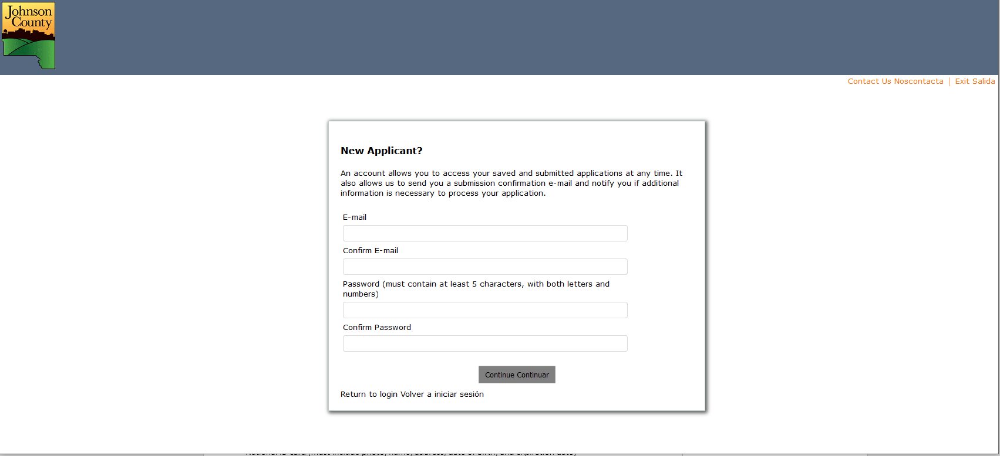 Johnson
County
Contact Us Noscontacta | Exit Salida
New Applicant?
An account allows you to access your saved and submitted applications at any time. It
also allows us to send you a submission confirmation e-mail and notify you if additional
information is necessary to process your application.
E-mail
Confirm E-mail
Password (must contain at least 5 characters, with both letters and
numbers)
Confirm Password
Continue Continuar
Return to login Volver a iniciar sesión